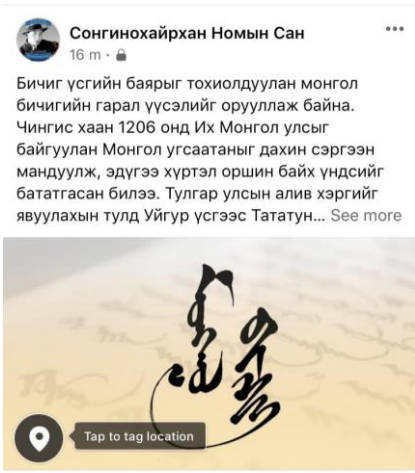 Сонгинохайрхан Номын Сан
16 m ·
Бичиг үсгийн баярыг тохиолдуулан монгол
бичигийн гарал үүсэлийг орууллаж байна.
Чингис хаан 1206 онд Их Монгол улсыг
байгуулан Монгол угсаатаныг дахин сэргээн
мандуулж, эдүгээ хүртэл оршин байх үндсийг
бататгасан билээ. Тулгар улсын алив хэргийг
явуулахын тулд Уйгур үсгээс Тататун... See more
Tap to tag location